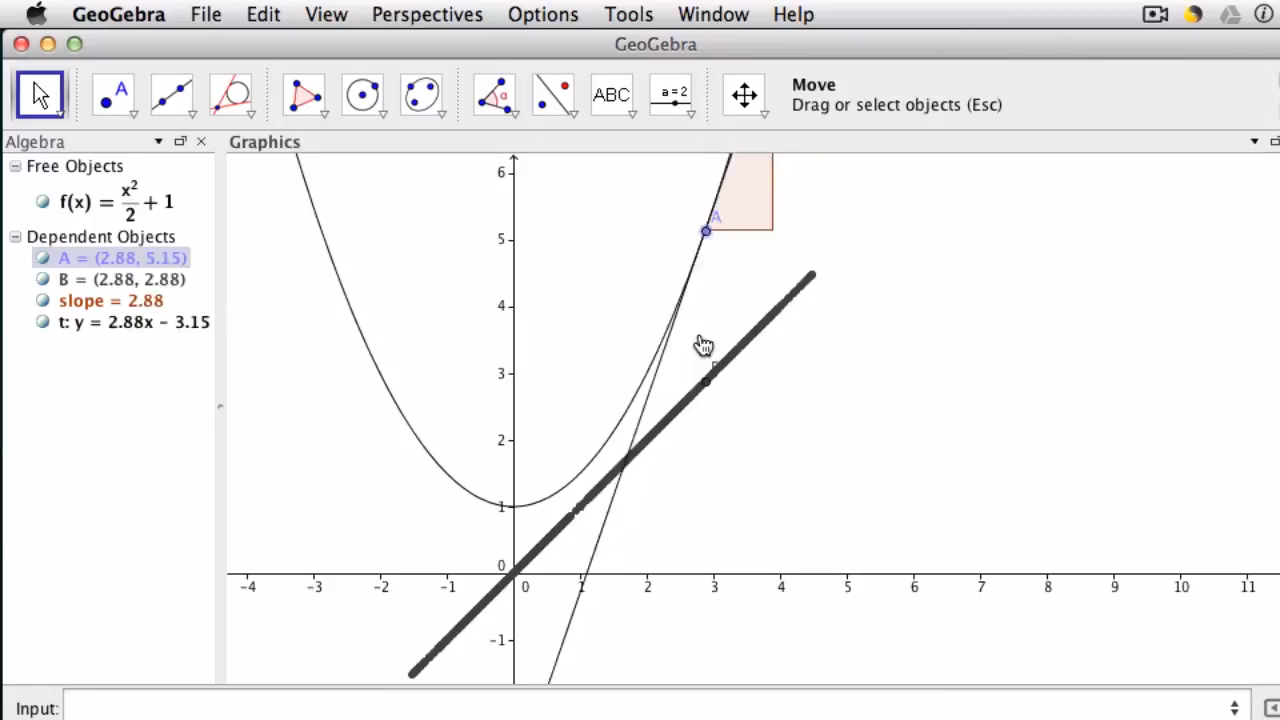 GeoGebra File Edit View Perspectives Options Tools Window Help
GeoGebra
A
α
ABC
a = 2
Move
Drag or select objects (Esc)
Algebra
Graphics
Free Objects
f(x) = x²/2 + 1
Dependent Objects
A = (2.88, 5.15)
B = (2.88, 2.88)
slope = 2.88
t: y = 2.88x − 3.15
6
5
4
3
2
1
0
-1
A
-4 -3 -2 -1 0 1 2 3 4 5 6 7 8 9 10 11
Input: